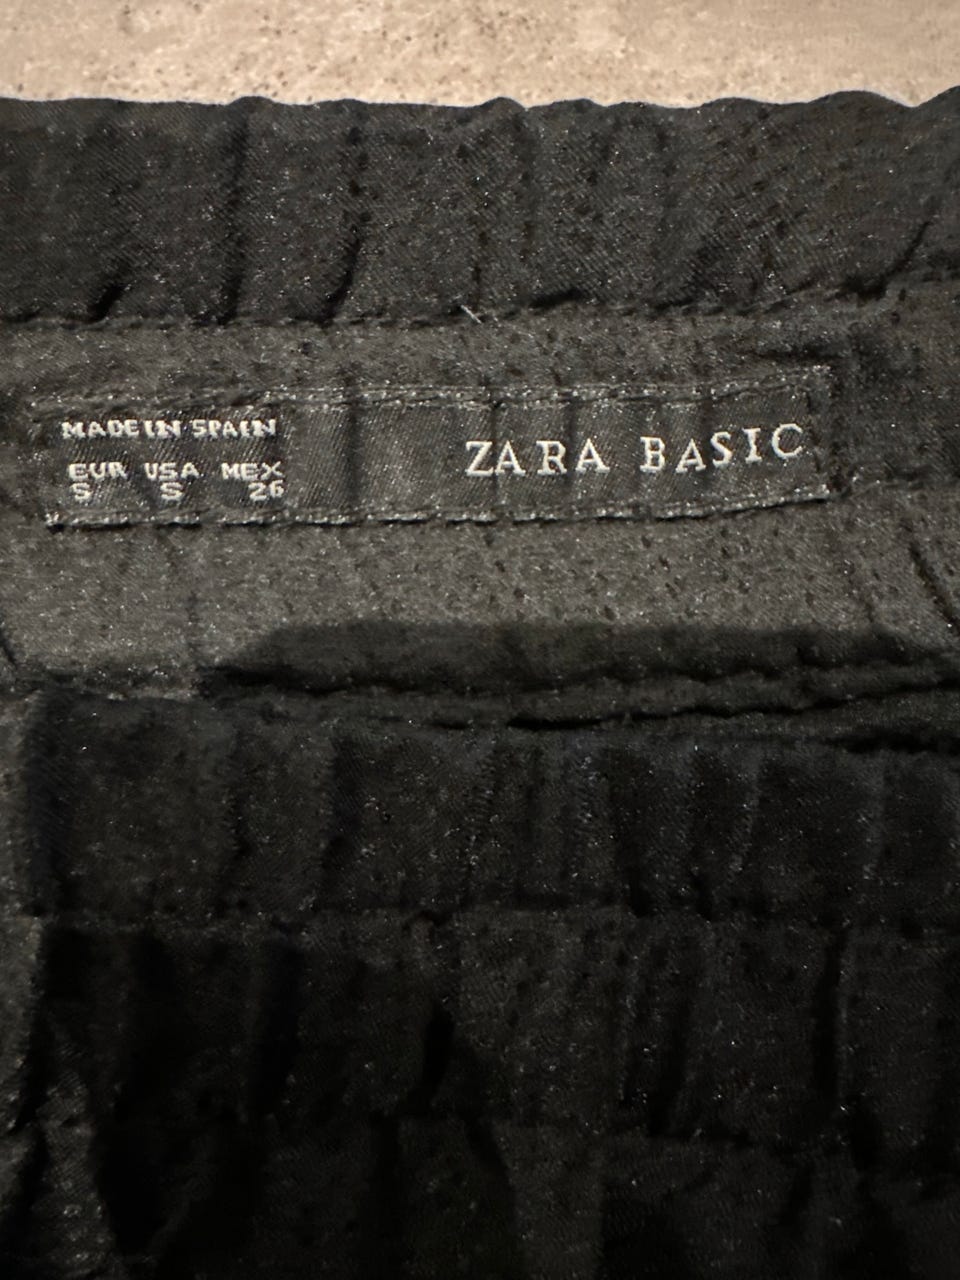 MADE IN SPAIN
EUR USA MEX
S S 26
ZARA BASIC